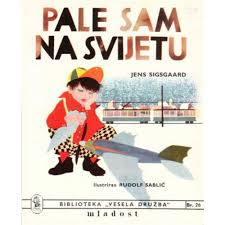 PALE SAM
NA SVIJETU
JENS SIGSGAARD
ilustrirao RUDOLF SABLIĆ
BIBLIOTEKA „VESELA DRUŽBA” Br. 26
mladost